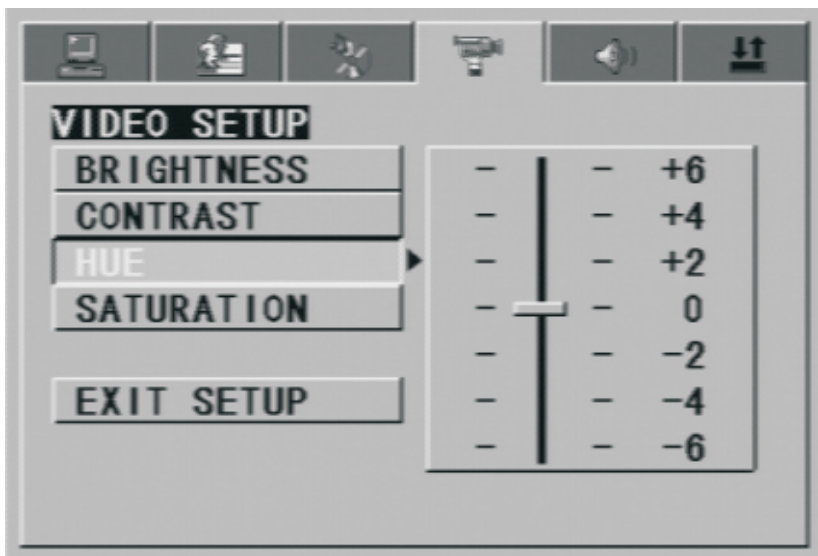 VIDEO SETUP
BRIGHTNESS
CONTRAST
HUE
SATURATION
EXIT SETUP
+6
+4
+2
0
-2
-4
-6